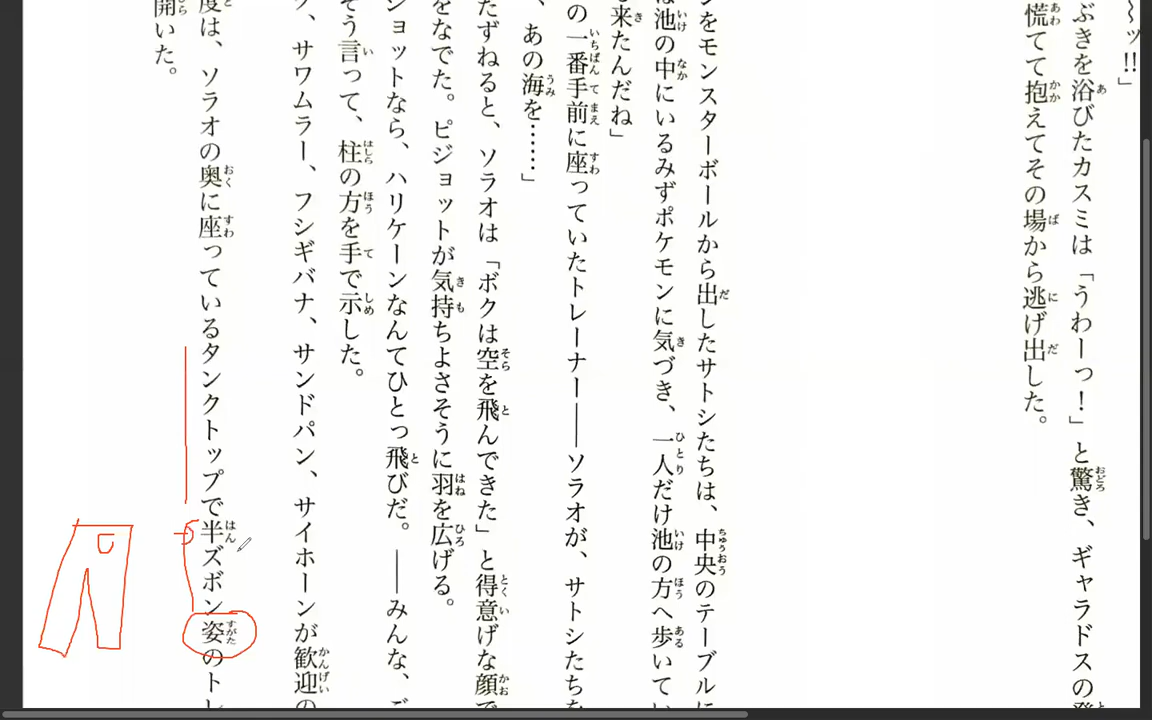 〜ッ!!」
ぶきを浴びたカスミは「うわーっ!」と驚き、ギャラドスの
慌てて抱えてその場から逃げ出した。
ンをモンスターボールから出したサトシたちは、中央のテーブルに
は池の中にいるみずポケモンに気づき、一人だけ池の方へ歩いてい
来たんだね」
の一番手前に座っていたトレーナー――ソラオが、サトシたちを
、あの海を……」
たずねると、ソラオは「ボクは空を飛んできた」と得意げな顔で
をなでた。ピジョットが気持ちよさそうに羽を広げる。
ショットなら、ハリケーンなんてひとっ飛びだ。――みんな、ご
そう言って、柱の方を手で示した。
、サワムラー、フシギバナ、サンドパン、サイホーンが歓迎の
度は、ソラオの奥に座っているタンクトップで半ズボン姿のトレ
開いた。